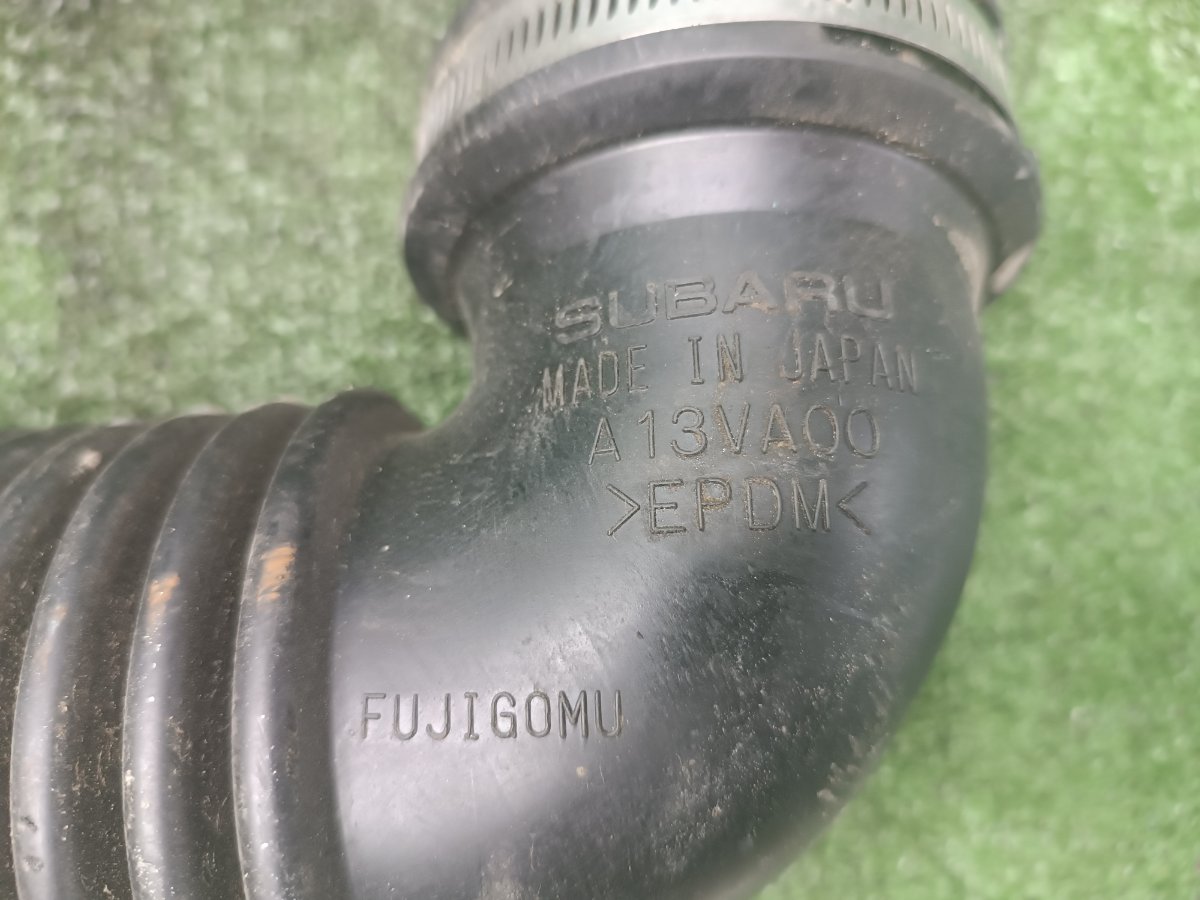 SUBARU
MADE IN JAPAN
A13VA00
>EPDM<
FUJIGOMU